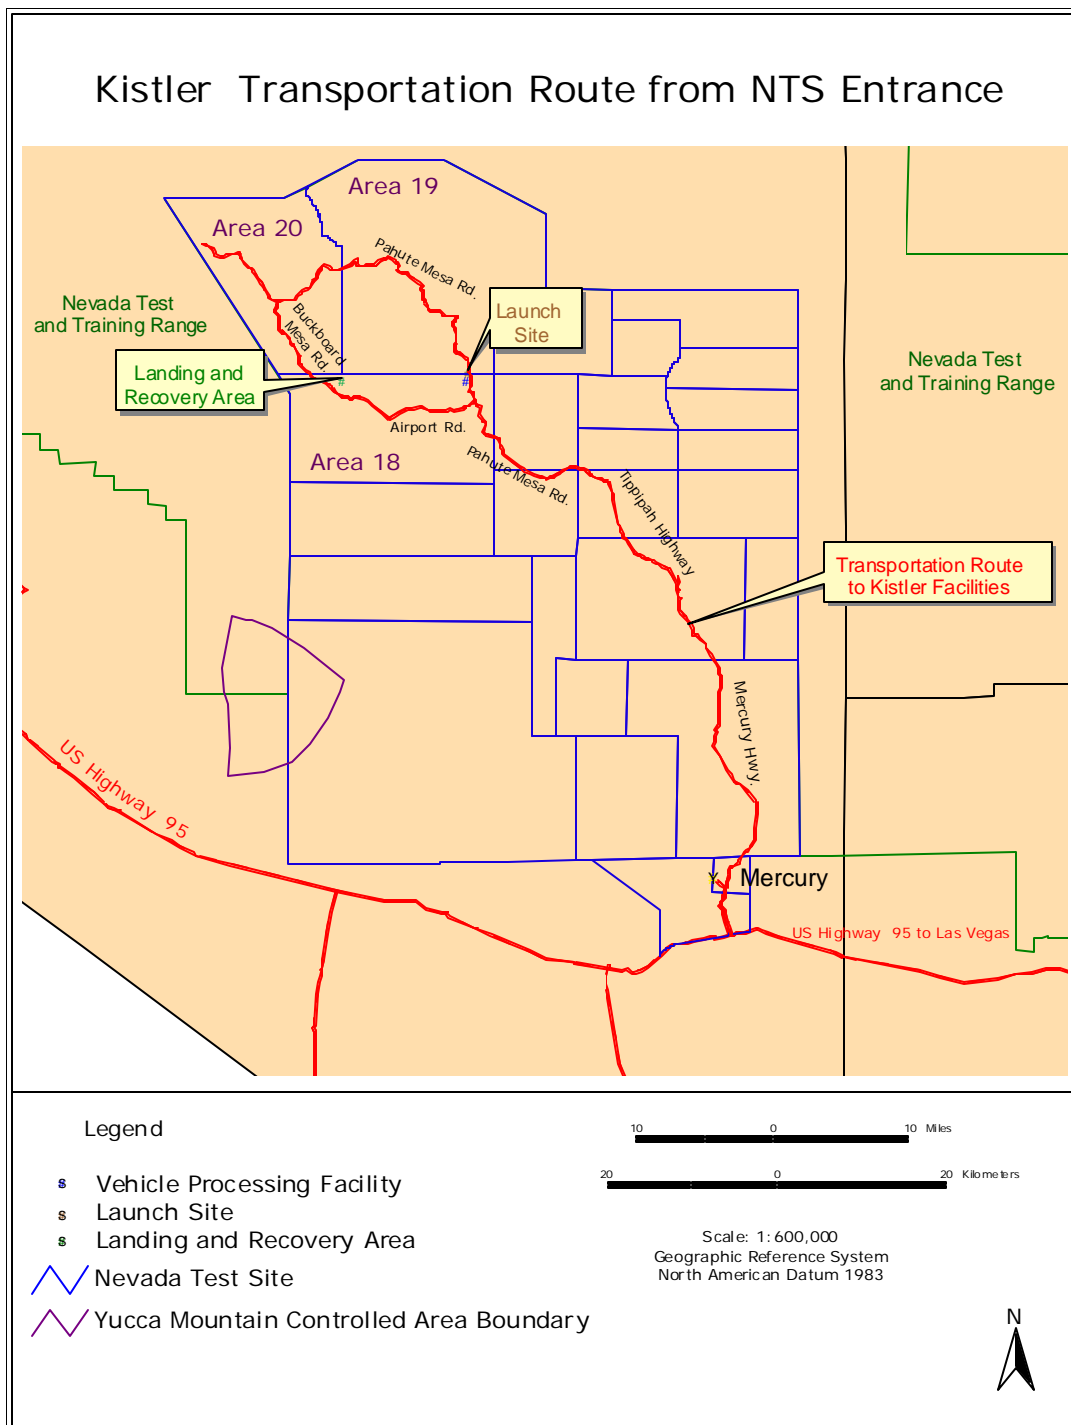 Kistler Transportation Route from NTS Entrance
Area 19
Area 20
Pahute Mesa Rd.
Nevada Test
and Training Range
Buckboard
Mesa Rd.
Launch
Site
Nevada Test
and Training Range
Landing and
Recovery Area
Airport Rd.
Area 18
Pahute Mesa Rd.
Tippipah Highway
Transportation Route
to Kistler Facilities
Mercury Hwy.
US Highway 95
Mercury
US Highway 95 to Las Vegas
Legend
10 0 10 Miles
20 0 20 Kilometers
Vehicle Processing Facility
Launch Site
Landing and Recovery Area
Nevada Test Site
Yucca Mountain Controlled Area Boundary
Scale: 1:600,000
Geographic Reference System
North American Datum 1983
N